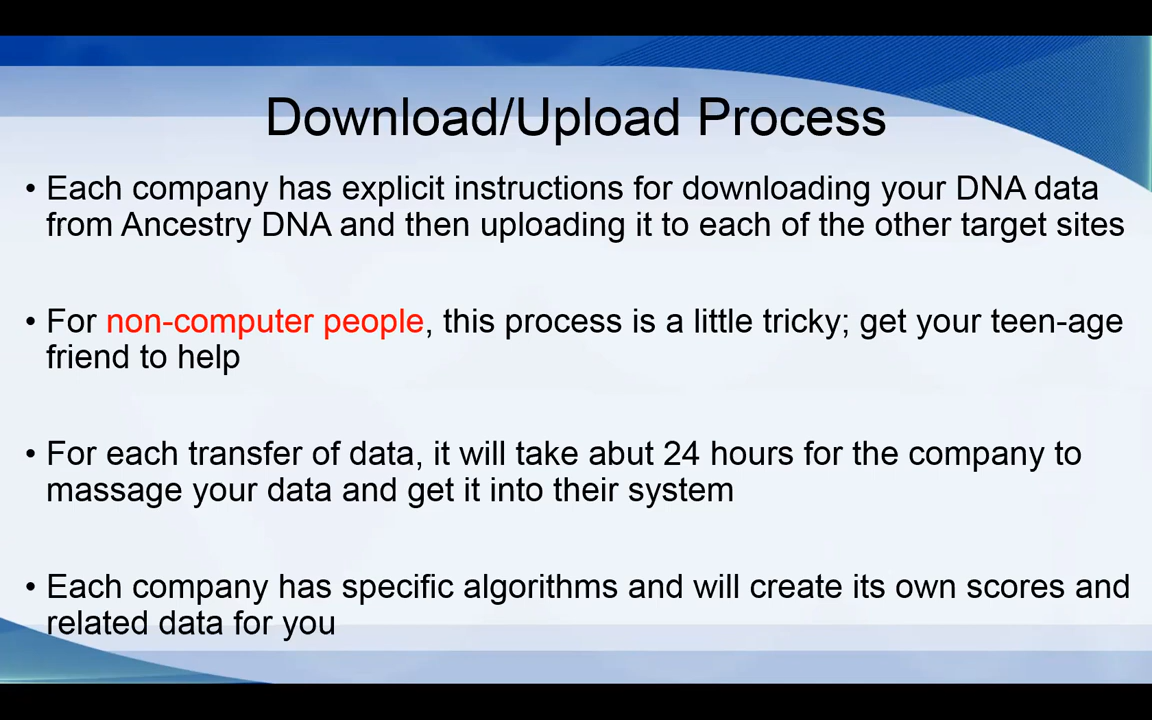 Download/Upload Process
• Each company has explicit instructions for downloading your DNA data
from Ancestry DNA and then uploading it to each of the other target sites
• For non-computer people, this process is a little tricky; get your teen-age
friend to help
• For each transfer of data, it will take abut 24 hours for the company to
massage your data and get it into their system
• Each company has specific algorithms and will create its own scores and
related data for you